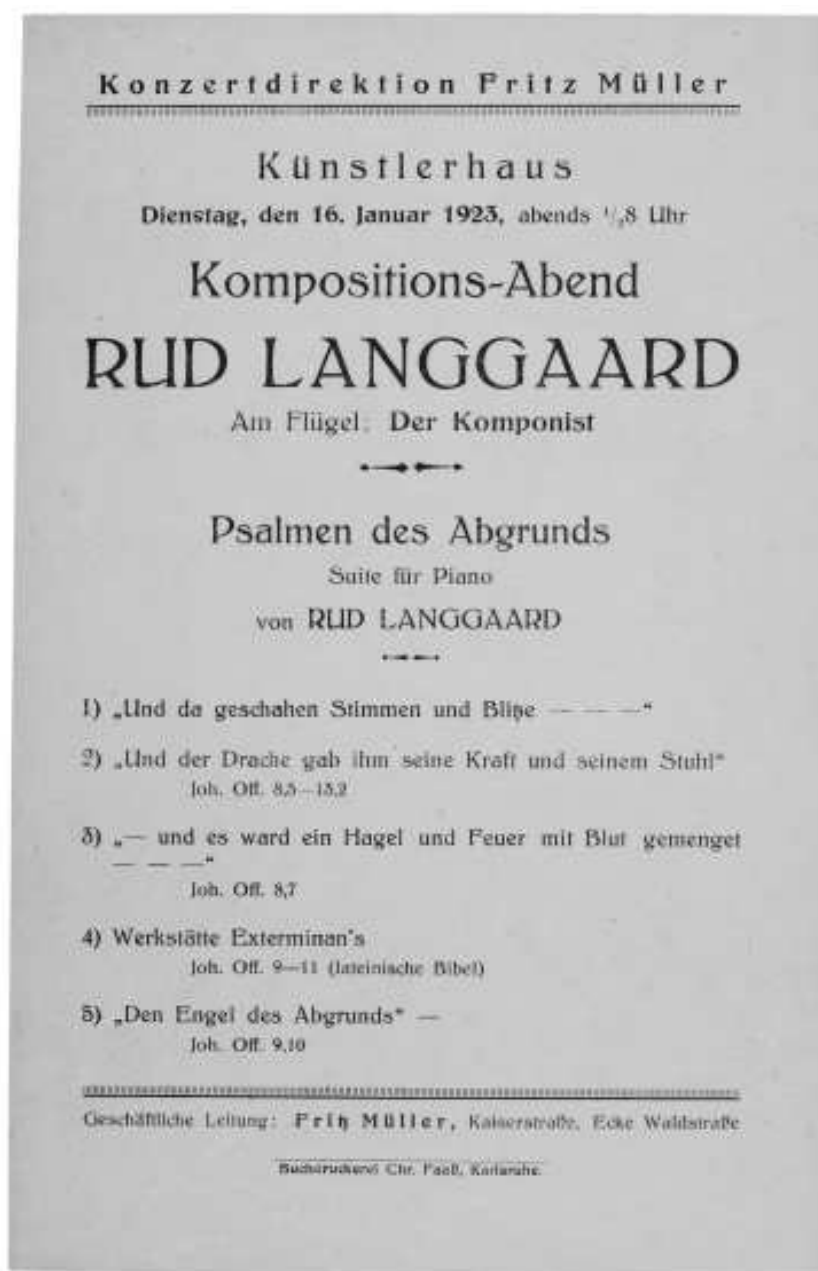 Konzertdirektion Fritz Müller
Künstlerhaus
Dienstag, den 16. Januar 1923, abends ½8 Uhr
Kompositions-Abend
RUD LANGGAARD
Am Flügel: Der Komponist
Psalmen des Abgrunds
Suite für Piano
von RUD LANGGAARD
1) „Und da geschahen Stimmen und Blitze — — —“
2) „Und der Drache gab ihm seine Kraft und seinem Stuhl“
Joh. Off. 8,5—13,2
3) „— und es ward ein Hagel und Feuer mit Blut gemenget
— — —“
Joh. Off. 8,7
4) Werkstätte Exterminan's
Joh. Off. 9—11 (lateinische Bibel)
5) „Den Engel des Abgrunds“ —
Joh. Off. 9,10
Geschäftliche Leitung: Fritz Müller, Kaiserstraße, Ecke Waldstraße
Buchdruckerei Chr. Faaß, Karlsruhe.